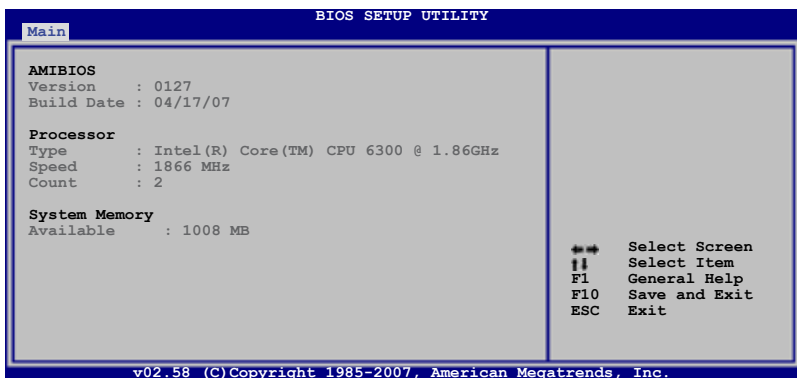 BIOS SETUP UTILITY
Main
AMIBIOS
Version : 0127
Build Date : 04/17/07
Processor
Type : Intel(R) Core(TM) CPU 6300 @ 1.86GHz
Speed : 1866 MHz
Count : 2
System Memory
Available : 1008 MB
←→ Select Screen
↑↓ Select Item
F1 General Help
F10 Save and Exit
ESC Exit
v02.58 (C)Copyright 1985-2007, American Megatrends, Inc.